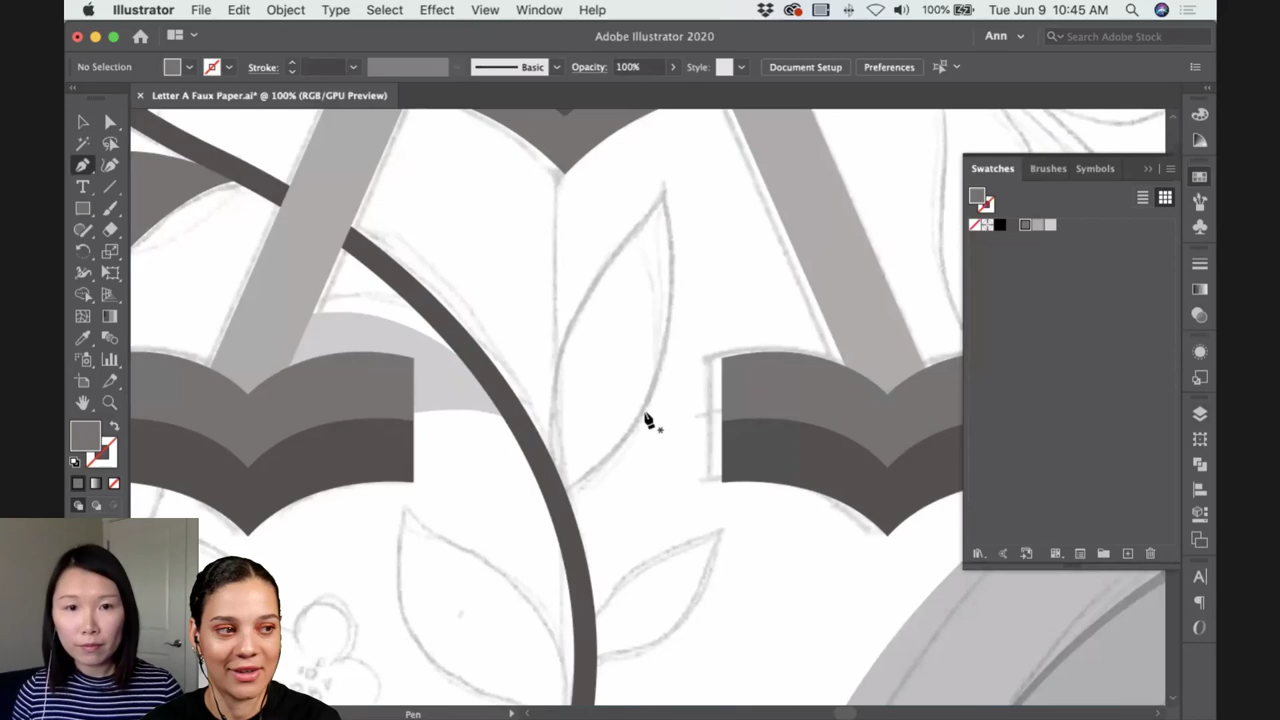 Illustrator File Edit Object Type Select Effect View Window Help 100% Tue Jun 9 10:45 AM
Adobe Illustrator 2020 Ann Search Adobe Stock
No Selection Stroke: Basic Opacity: 100% Style: Document Setup Preferences
Letter A Faux Paper.ai* @ 100% (RGB/GPU Preview)
Swatches Brushes Symbols
Pen